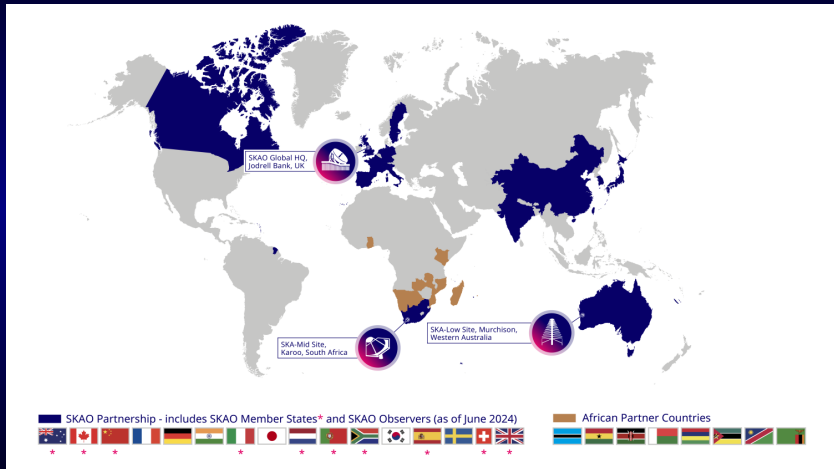 SKAO Global HQ,
Jodrell Bank, UK
SKA-Mid Site,
Karoo, South Africa
SKA-Low Site, Murchison,
Western Australia
SKAO Partnership - includes SKAO Member States* and SKAO Observers (as of June 2024)
African Partner Countries
* * * * * * * * * *